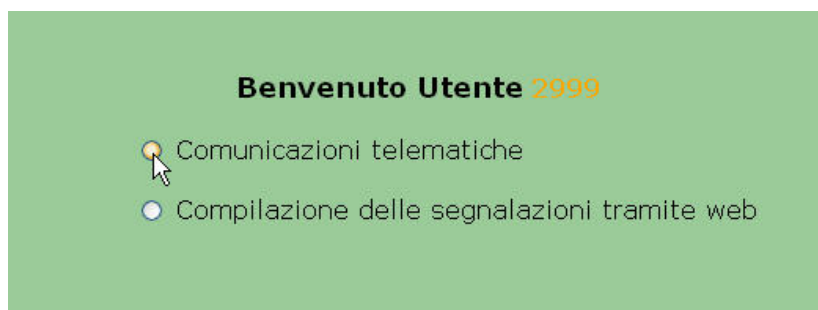 Benvenuto Utente 2999
Comunicazioni telematiche
Compilazione delle segnalazioni tramite web